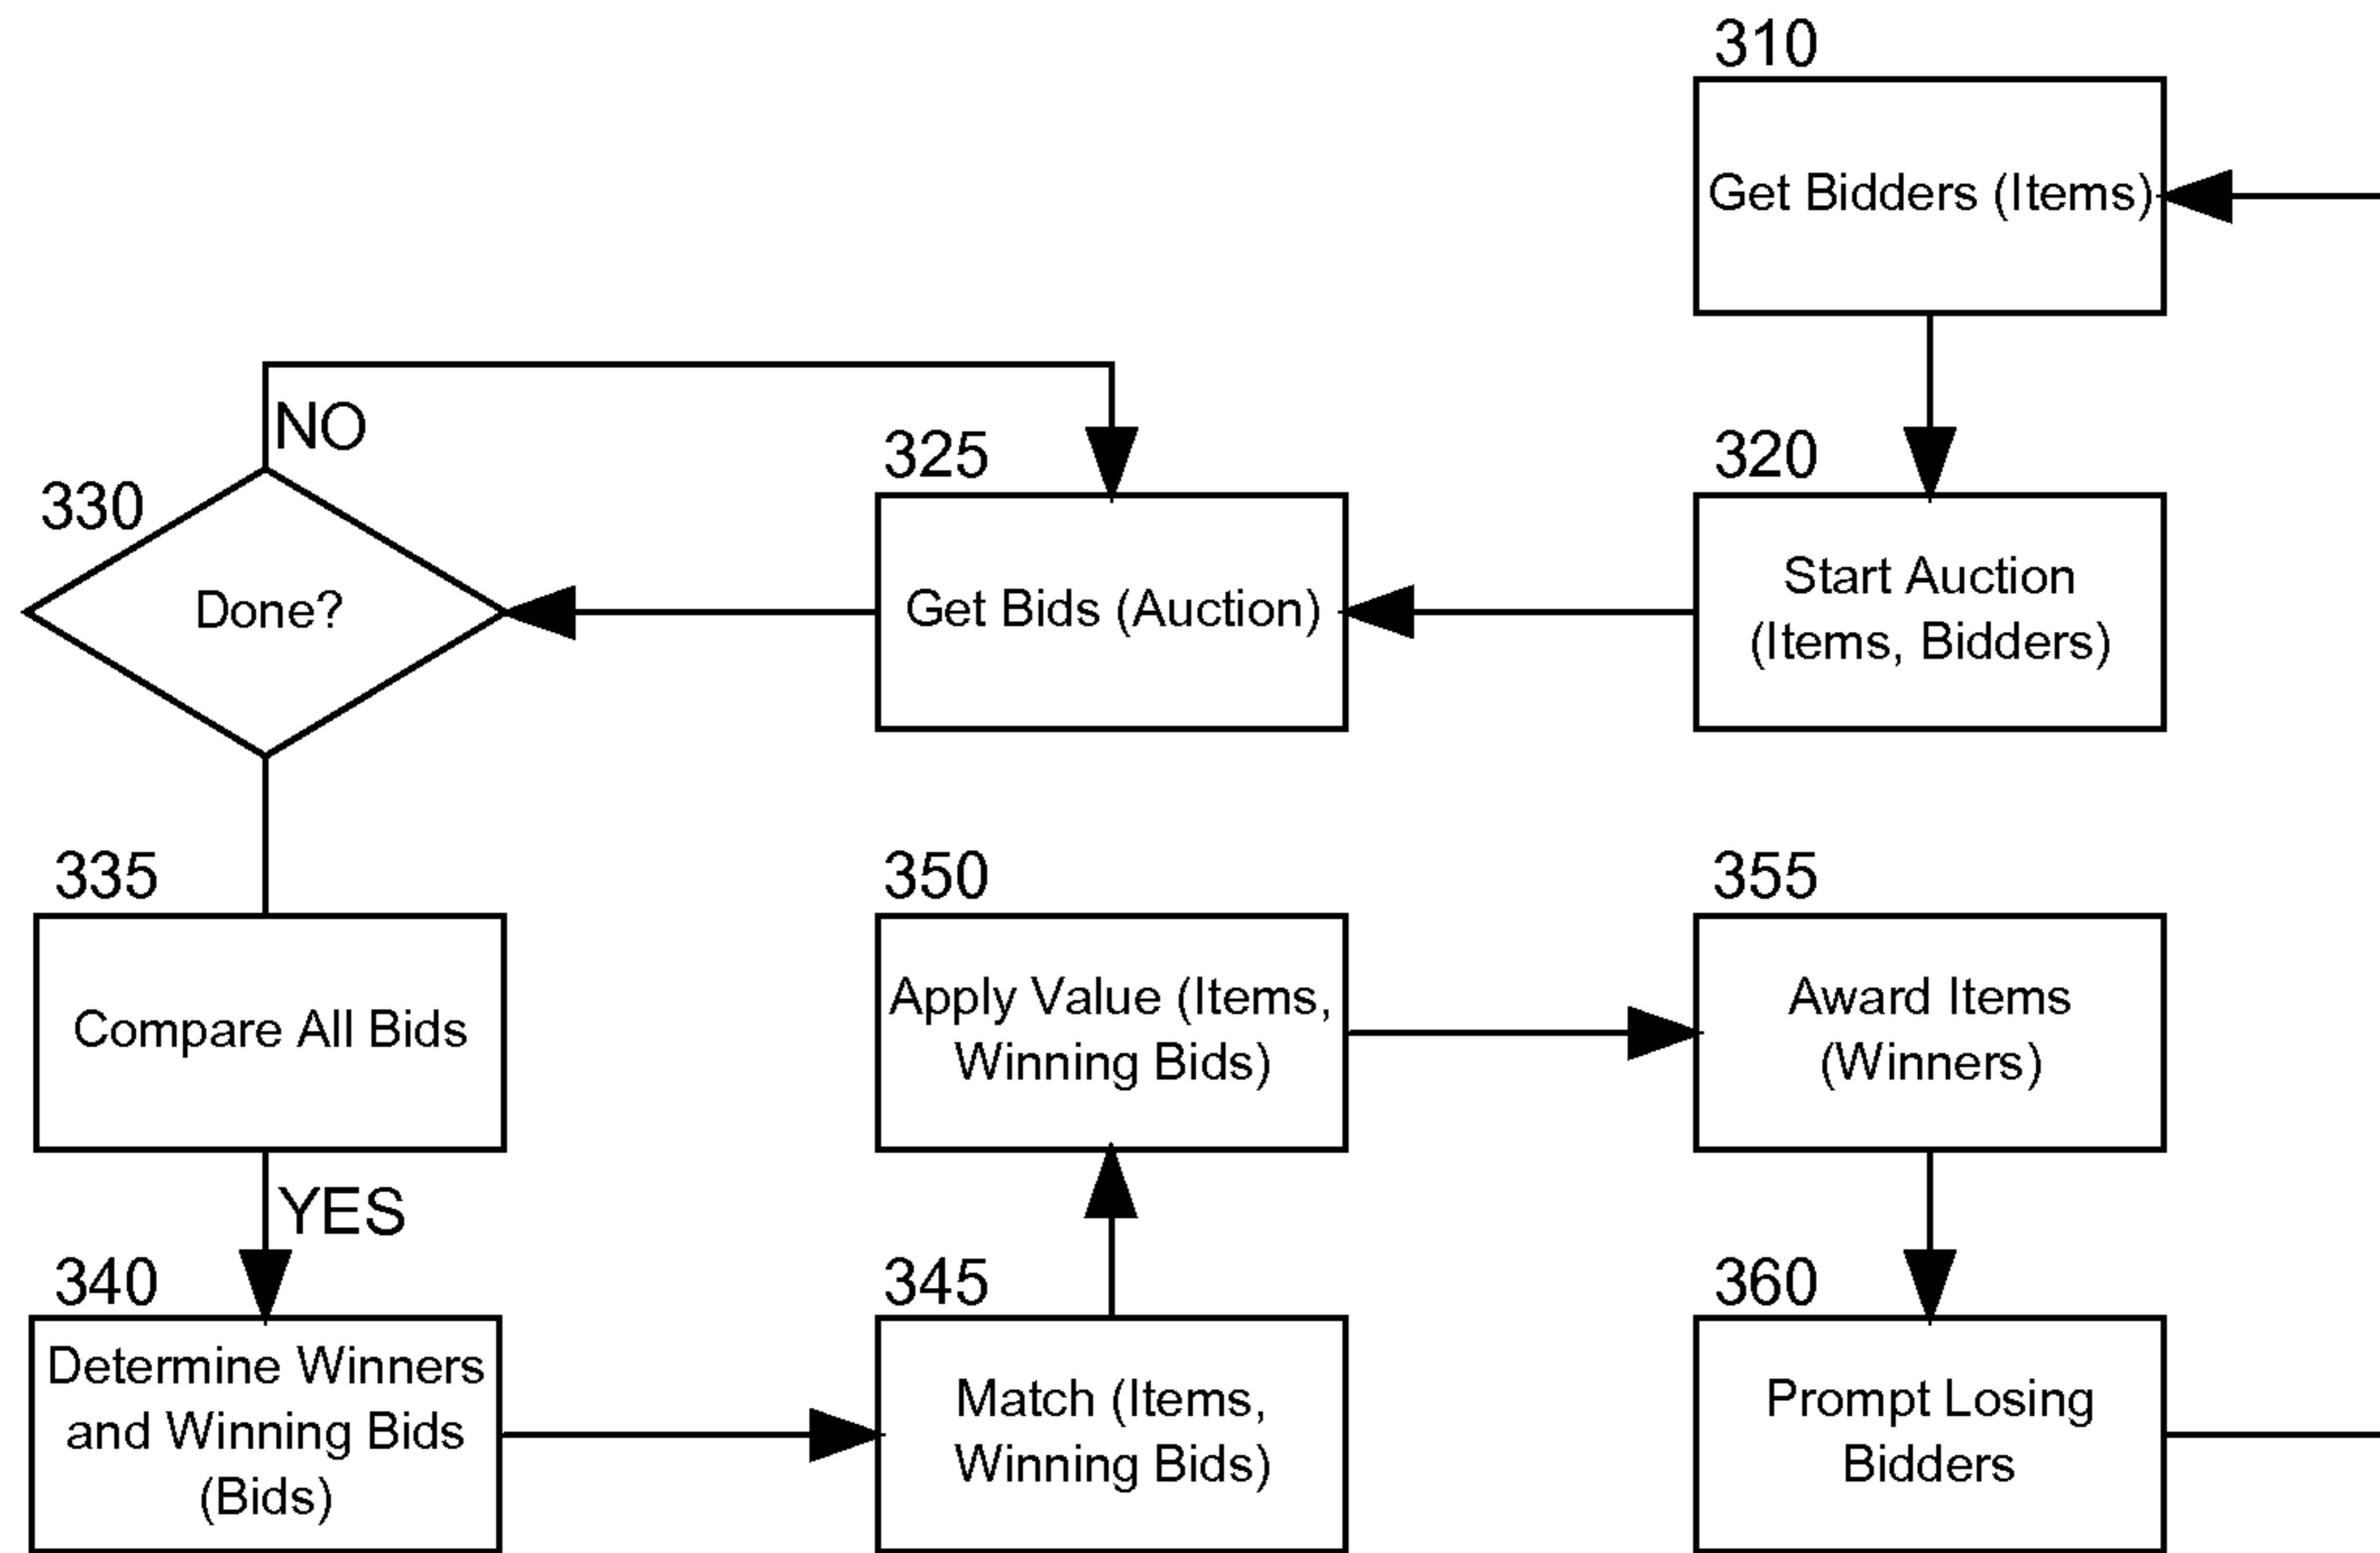 310
Get Bidders (Items)
NO
325
320
330
Done?
Get Bids (Auction)
Start Auction
(Items, Bidders)
335
Compare All Bids
350
Apply Value (Items,
Winning Bids)
355
Award Items
(Winners)
YES
340
Determine Winners
and Winning Bids
(Bids)
345
Match (Items,
Winning Bids)
360
Prompt Losing
Bidders